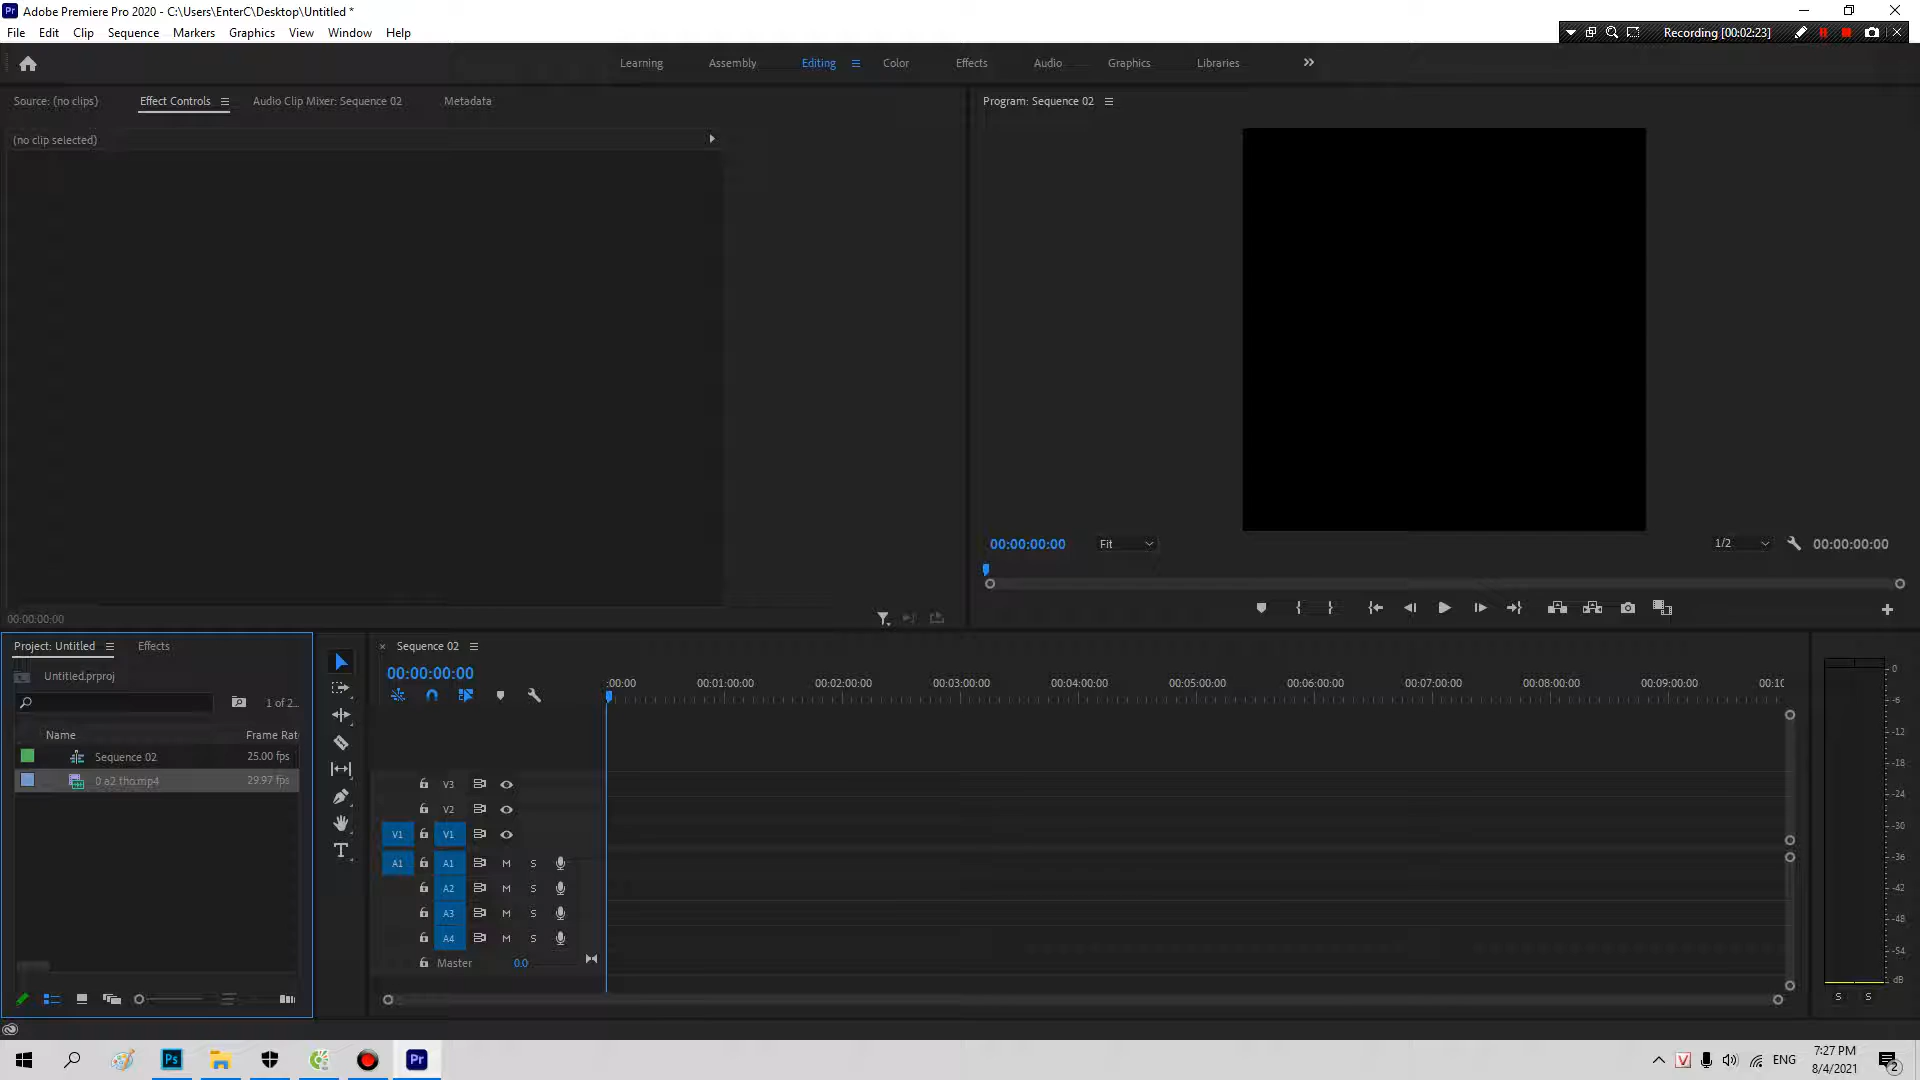 Adobe Premiere Pro 2020 - C:\Users\EnterC\Desktop\Untitled *
File Edit Clip Sequence Markers Graphics View Window Help
Recording [00:02:23]
Learning Assembly Editing Color Effects Audio Graphics Libraries
Source: (no clips) Effect Controls Audio Clip Mixer: Sequence 02 Metadata
Program: Sequence 02
(no clip selected)
00:00:00:00 Fit 1/2 00:00:00:00
00:00:00:00
Project: Untitled Effects
Sequence 02
Untitled.prproj
00:00:00:00
1 of 2...
:00:00 00:01:00:00 00:02:00:00 00:03:00:00 00:04:00:00 00:05:00:00 00:06:00:00 00:07:00:00 00:08:00:00 00:09:00:00 00:10
Name Frame Rat
Sequence 02 25.00 fps
0 a2 tho.mp4 29.97 fps
V3
V2
V1 V1
A1 A1 M S
A2 M S
A3 M S
A4 M S
Master 0.0
0
-6
-12
-18
-24
-30
-36
-42
-48
-54
dB
S S
Ps
Pr
V
ENG
7:27 PM
8/4/2021
2